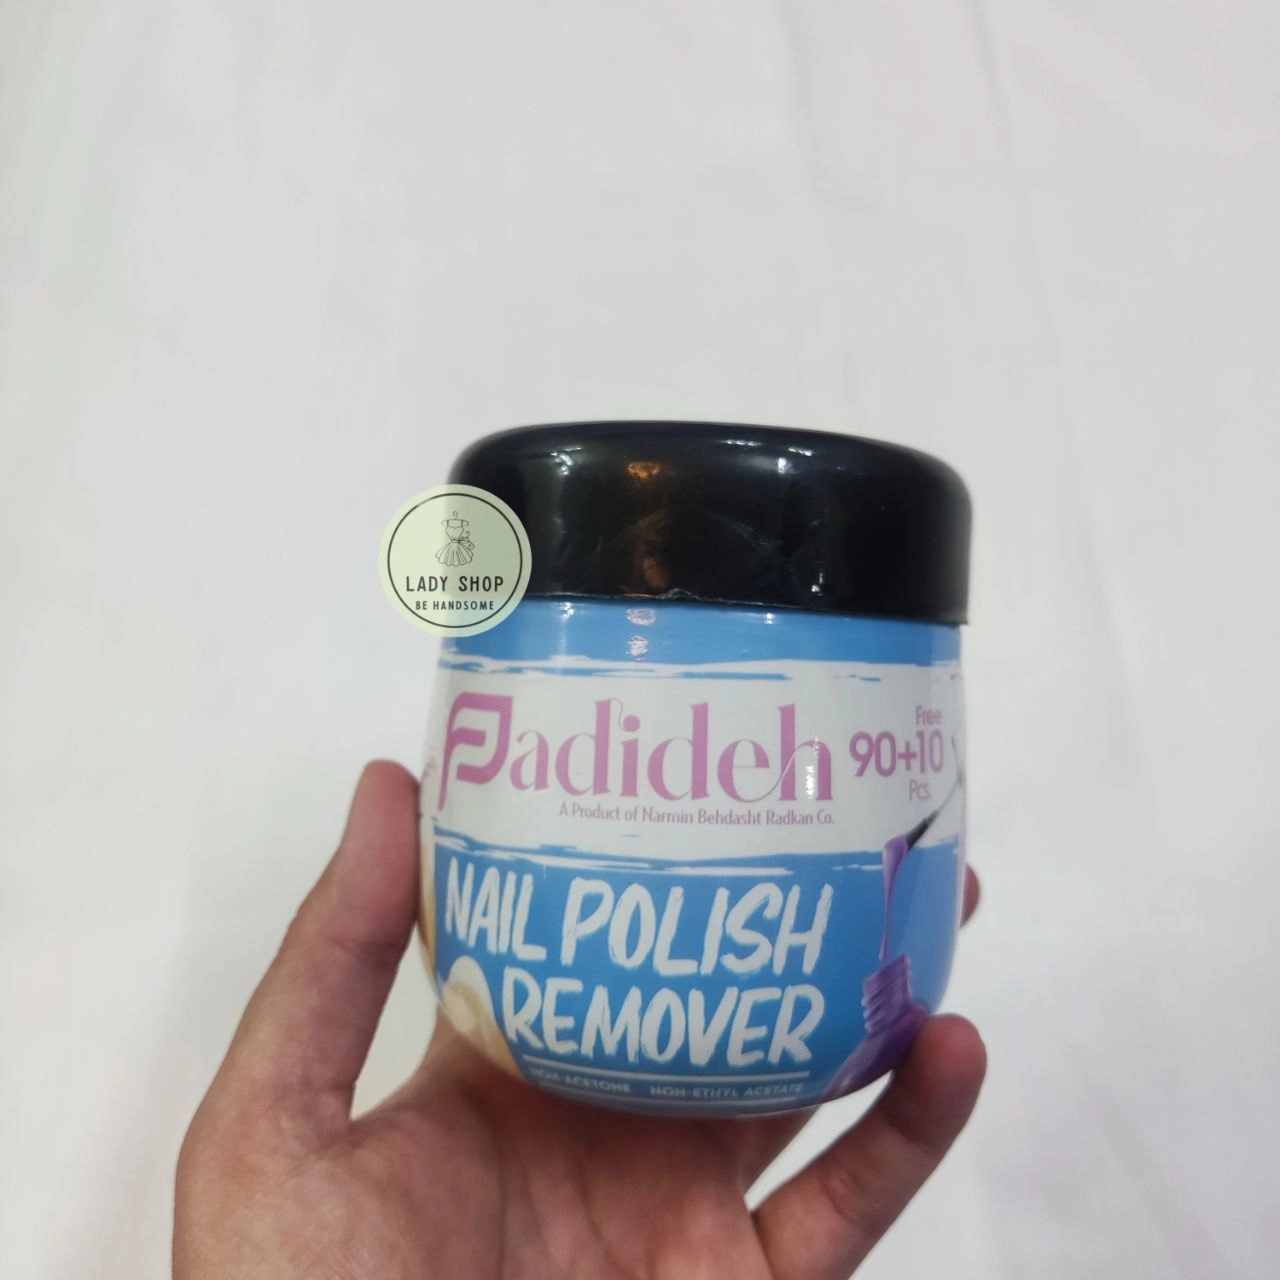 LADY SHOP
BE HANDSOME
Padideh
Free
90+10
Pcs.
A Product of Narmin Behdasht Radkan Co.
NAIL POLISH
REMOVER
NON-ACETONE NON-ETHYL ACETATE